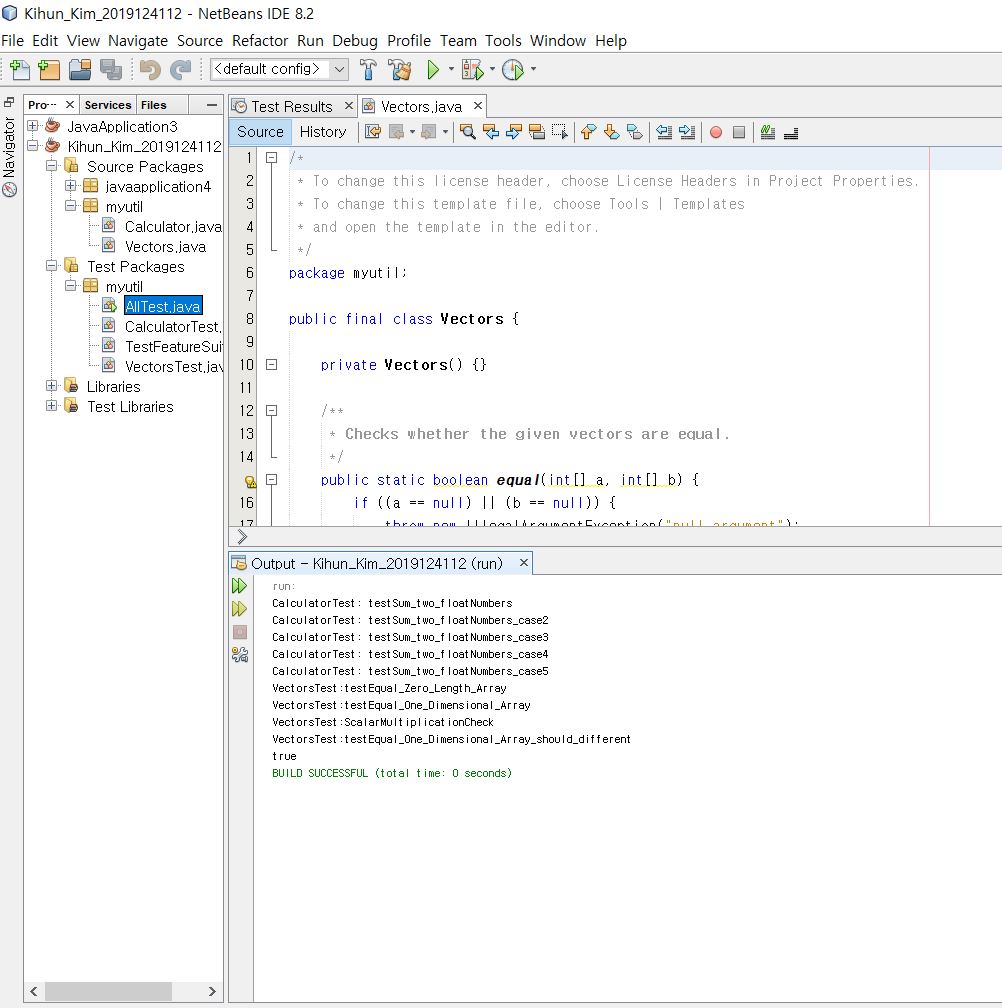 Kihun_Kim_2019124112 - NetBeans IDE 8.2
File Edit View Navigate Source Refactor Run Debug Profile Team Tools Window Help
<default config>
Navigator
Pro... Services Files
JavaApplication3
Kihun_Kim_2019124112
Source Packages
javaapplication4
myutil
Calculator.java
Vectors.java
Test Packages
myutil
AllTest.java
CalculatorTest.
TestFeatureSui
VectorsTest.jav
Libraries
Test Libraries
Test Results Vectors.java
Source History
1 /*
2 * To change this license header, choose License Headers in Project Properties.
3 * To change this template file, choose Tools | Templates
4 * and open the template in the editor.
5 */
6 package myutil;
7
8 public final class Vectors {
9
10 private Vectors() {}
11
12 /**
13 * Checks whether the given vectors are equal.
14 */
public static boolean equal(int[] a, int[] b) {
16 if ((a == null) || (b == null)) {
17 throw new IllegalArgumentException("null argument");
Output - Kihun_Kim_2019124112 (run)
run:
CalculatorTest: testSum_two_floatNumbers
CalculatorTest: testSum_two_floatNumbers_case2
CalculatorTest: testSum_two_floatNumbers_case3
CalculatorTest: testSum_two_floatNumbers_case4
CalculatorTest: testSum_two_floatNumbers_case5
VectorsTest:testEqual_Zero_Length_Array
VectorsTest:testEqual_One_Dimensional_Array
VectorsTest:ScalarMultiplicationCheck
VectorsTest:testEqual_One_Dimensional_Array_should_different
true
BUILD SUCCESSFUL (total time: 0 seconds)